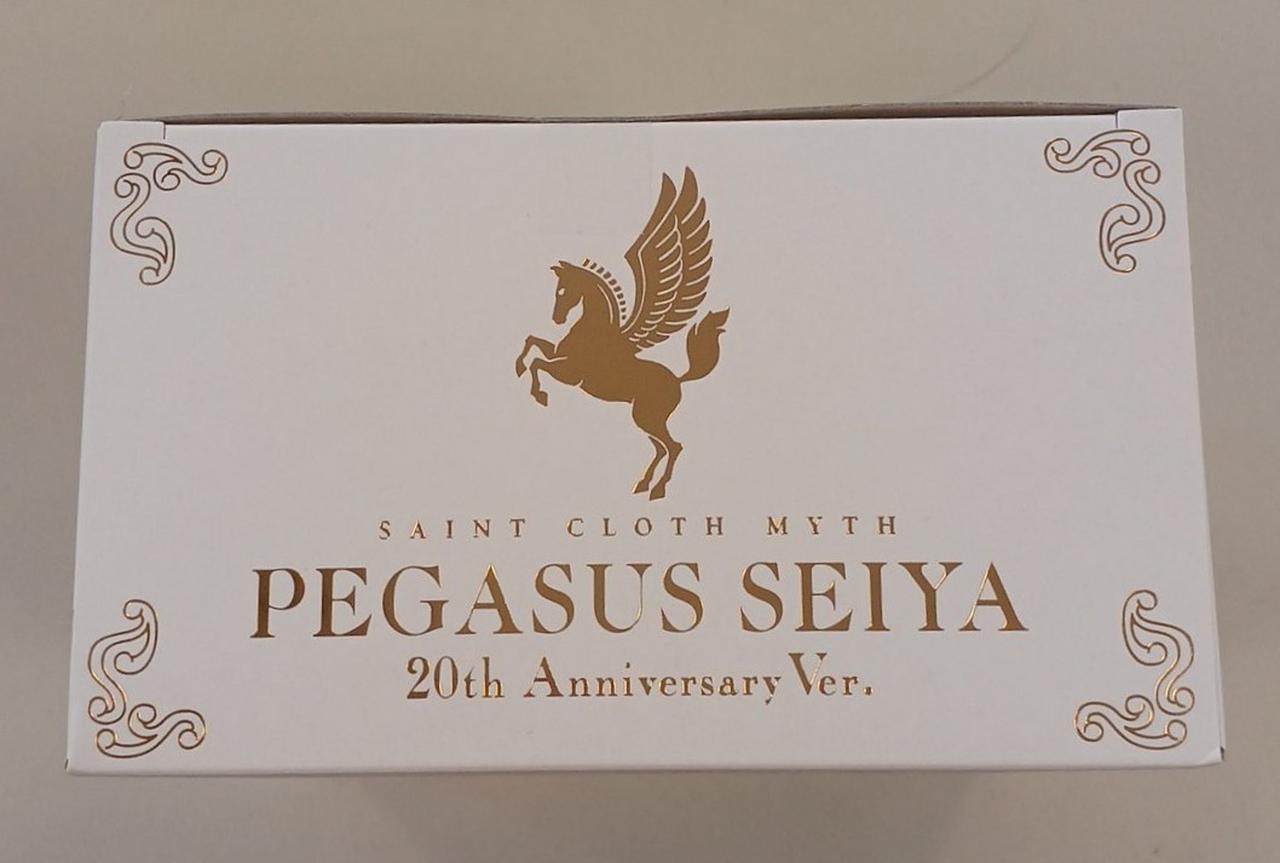 SAINT CLOTH MYTH
PEGASUS SEIYA
20th Anniversary Ver.